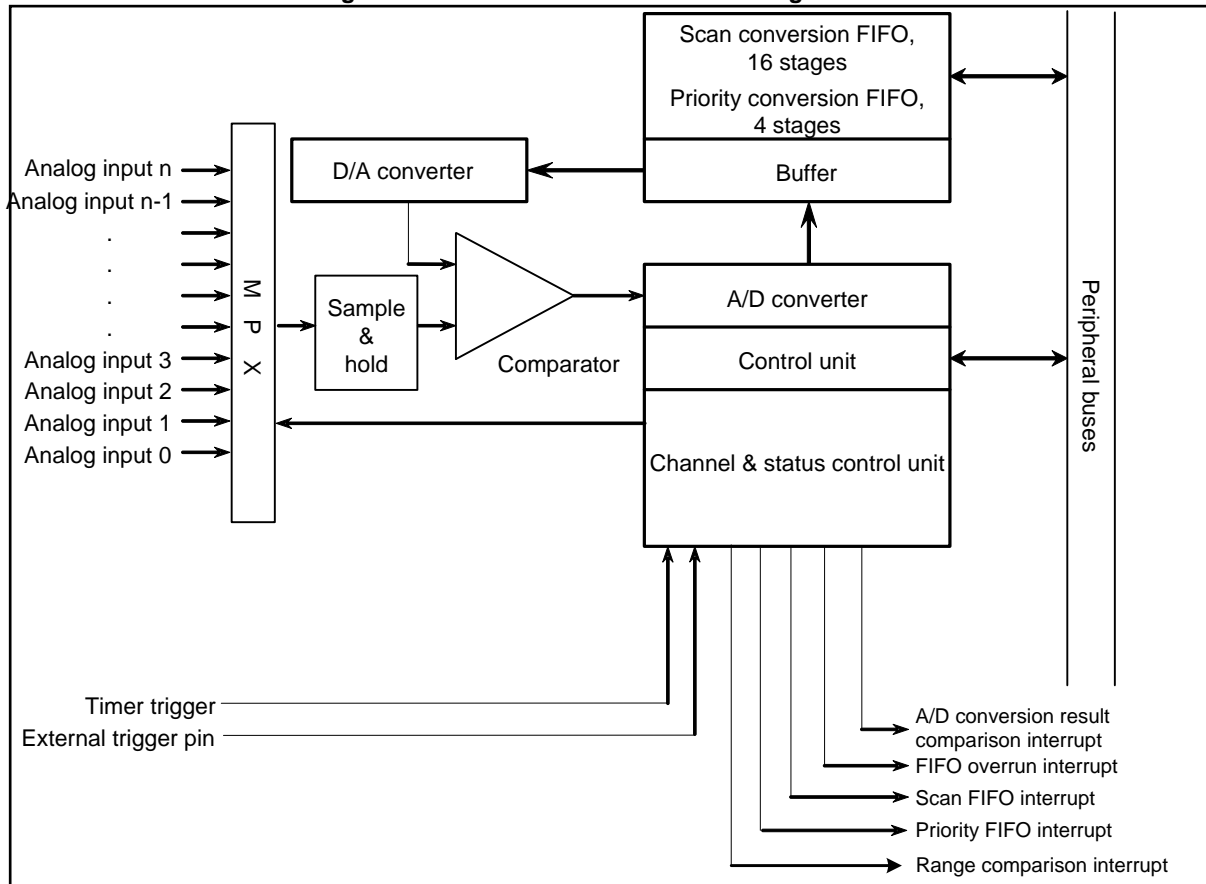 Scan conversion FIFO,
16 stages
Priority conversion FIFO,
4 stages
Buffer
D/A converter
Analog input n
Analog input n-1
.
.
.
.
Analog input 3
Analog input 2
Analog input 1
Analog input 0
M
P
X
Sample
&
hold
Comparator
A/D converter
Control unit
Channel & status control unit
Peripheral buses
Timer trigger
External trigger pin
A/D conversion result
comparison interrupt
FIFO overrun interrupt
Scan FIFO interrupt
Priority FIFO interrupt
Range comparison interrupt